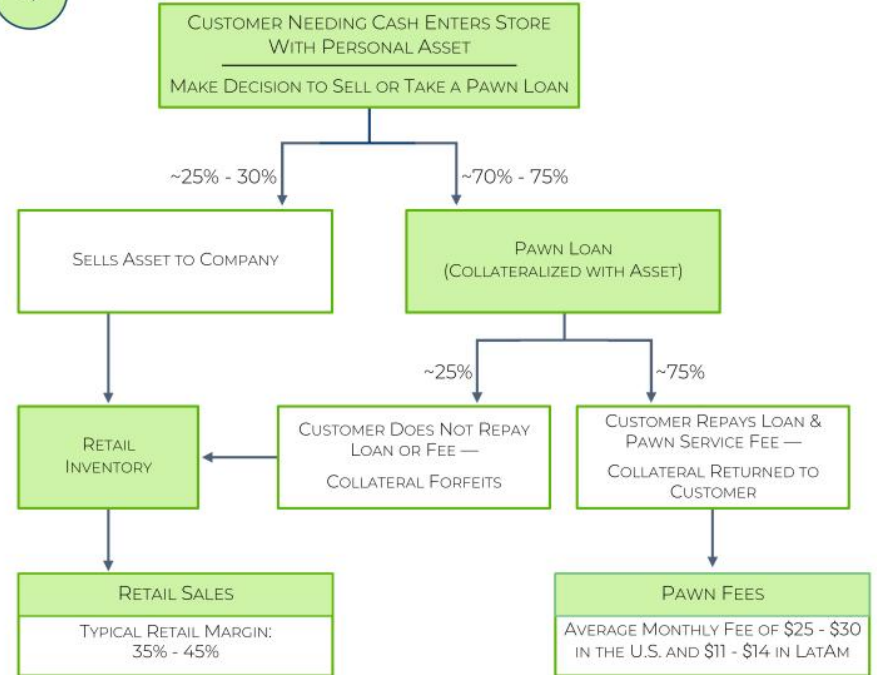 Customer Needing Cash Enters Store
With Personal Asset
Make Decision to Sell or Take a Pawn Loan
~25% - 30%
~70% - 75%
Sells Asset to Company
Pawn Loan
(Collateralized with Asset)
~25%
~75%
Retail
Inventory
Customer Does Not Repay
Loan or Fee —
Collateral Forfeits
Customer Repays Loan &
Pawn Service Fee —
Collateral Returned to
Customer
Retail Sales
Typical Retail Margin:
35% - 45%
Pawn Fees
Average Monthly Fee of $25 - $30
in the U.S. and $11 - $14 in LatAm